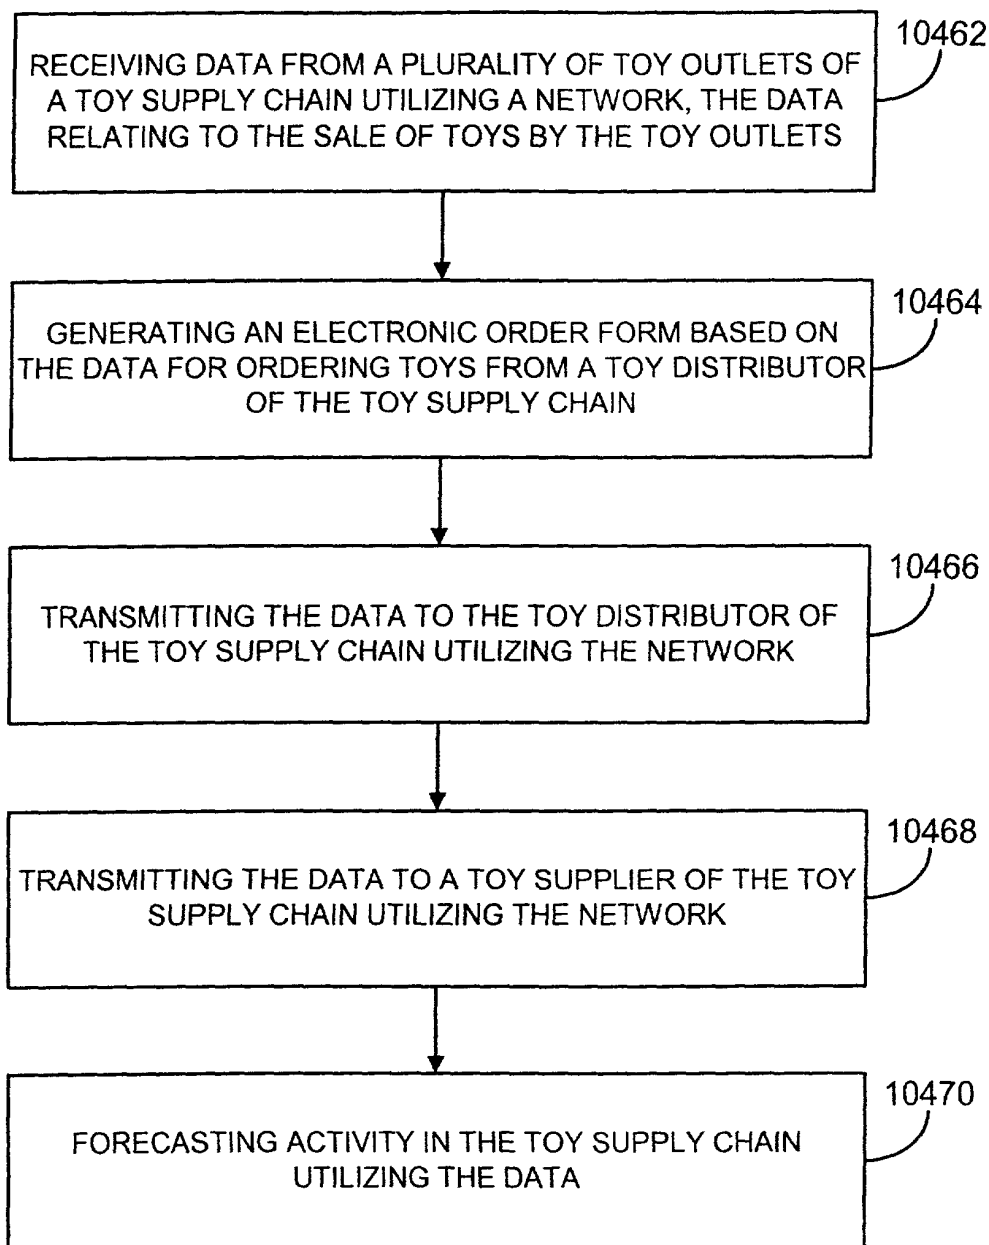 10462
RECEIVING DATA FROM A PLURALITY OF TOY OUTLETS OF
A TOY SUPPLY CHAIN UTILIZING A NETWORK, THE DATA
RELATING TO THE SALE OF TOYS BY THE TOY OUTLETS
10464
GENERATING AN ELECTRONIC ORDER FORM BASED ON
THE DATA FOR ORDERING TOYS FROM A TOY DISTRIBUTOR
OF THE TOY SUPPLY CHAIN
10466
TRANSMITTING THE DATA TO THE TOY DISTRIBUTOR OF
THE TOY SUPPLY CHAIN UTILIZING THE NETWORK
10468
TRANSMITTING THE DATA TO A TOY SUPPLIER OF THE TOY
SUPPLY CHAIN UTILIZING THE NETWORK
10470
FORECASTING ACTIVITY IN THE TOY SUPPLY CHAIN
UTILIZING THE DATA